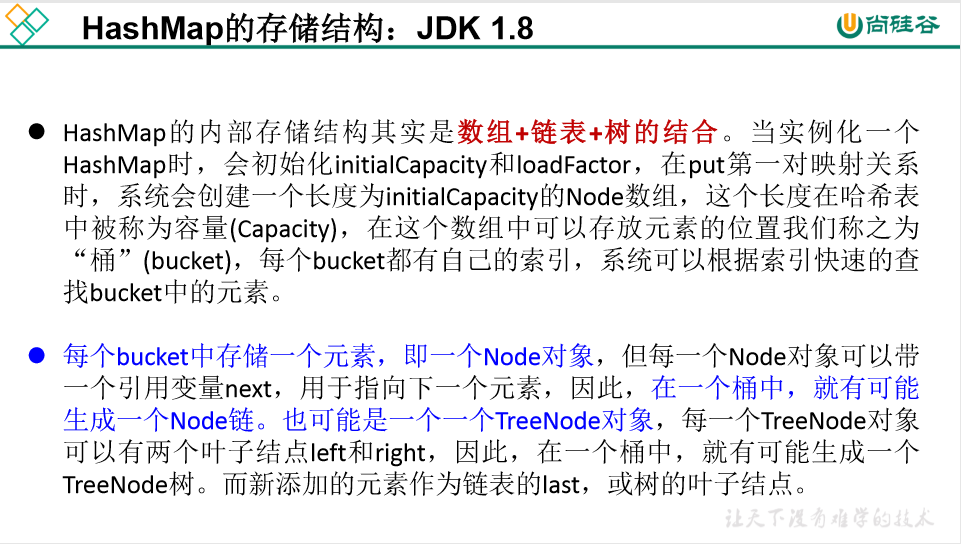 HashMap的存储结构：JDK 1.8
尚硅谷
● HashMap的内部存储结构其实是数组+链表+树的结合。当实例化一个
HashMap时，会初始化initialCapacity和loadFactor，在put第一对映射关系
时，系统会创建一个长度为initialCapacity的Node数组，这个长度在哈希表
中被称为容量(Capacity)，在这个数组中可以存放元素的位置我们称之为
“桶”(bucket)，每个bucket都有自己的索引，系统可以根据索引快速的查
找bucket中的元素。
● 每个bucket中存储一个元素，即一个Node对象，但每一个Node对象可以带
一个引用变量next，用于指向下一个元素，因此，在一个桶中，就有可能
生成一个Node链。也可能是一个一个TreeNode对象，每一个TreeNode对象
可以有两个叶子结点left和right，因此，在一个桶中，就有可能生成一个
TreeNode树。而新添加的元素作为链表的last，或树的叶子结点。
让天下没有难学的技术